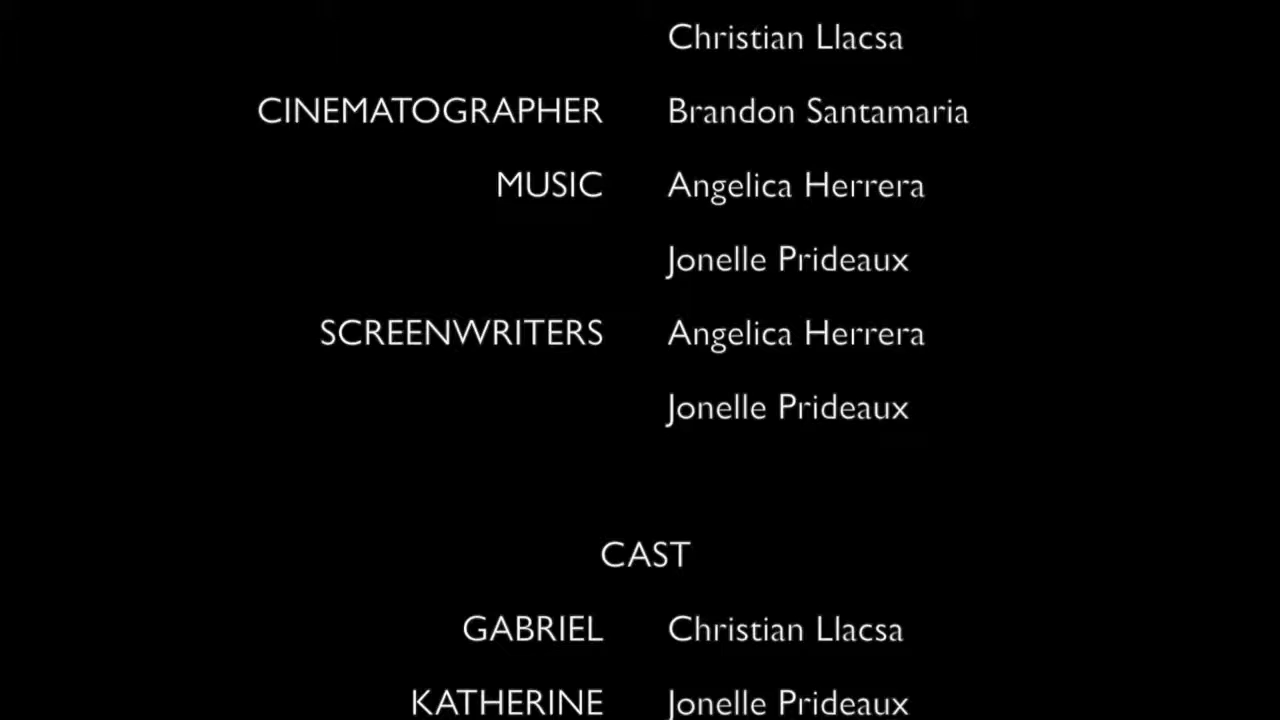 Christian Llacsa
CINEMATOGRAPHER Brandon Santamaria
MUSIC Angelica Herrera
Jonelle Prideaux
SCREENWRITERS Angelica Herrera
Jonelle Prideaux
CAST
GABRIEL Christian Llacsa
KATHERINE Jonelle Prideaux